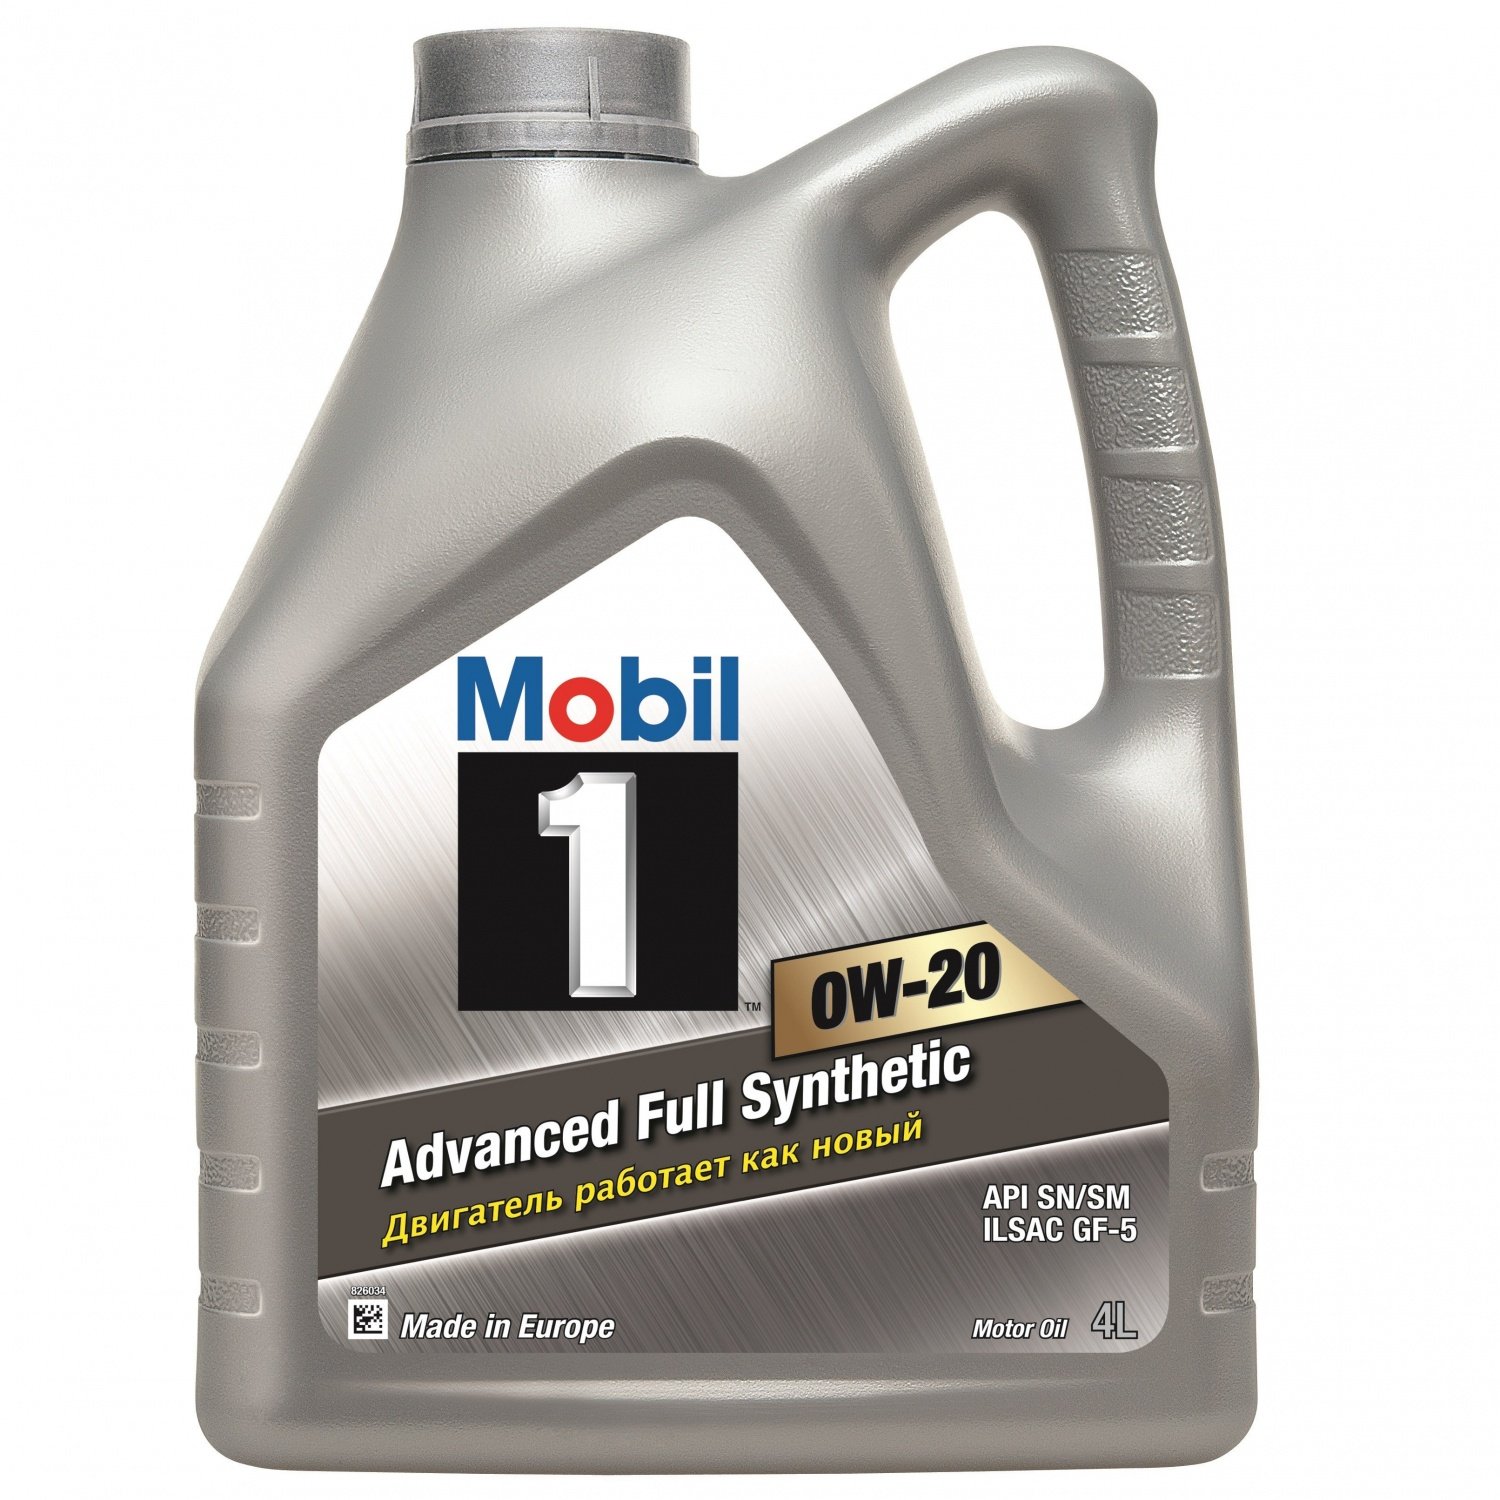 Mobil
1
TM
0W-20
Advanced Full Synthetic
Двигатель работает как новый
API SN/SM
ILSAC GF-5
826034
Made in Europe
Motor Oil 4L